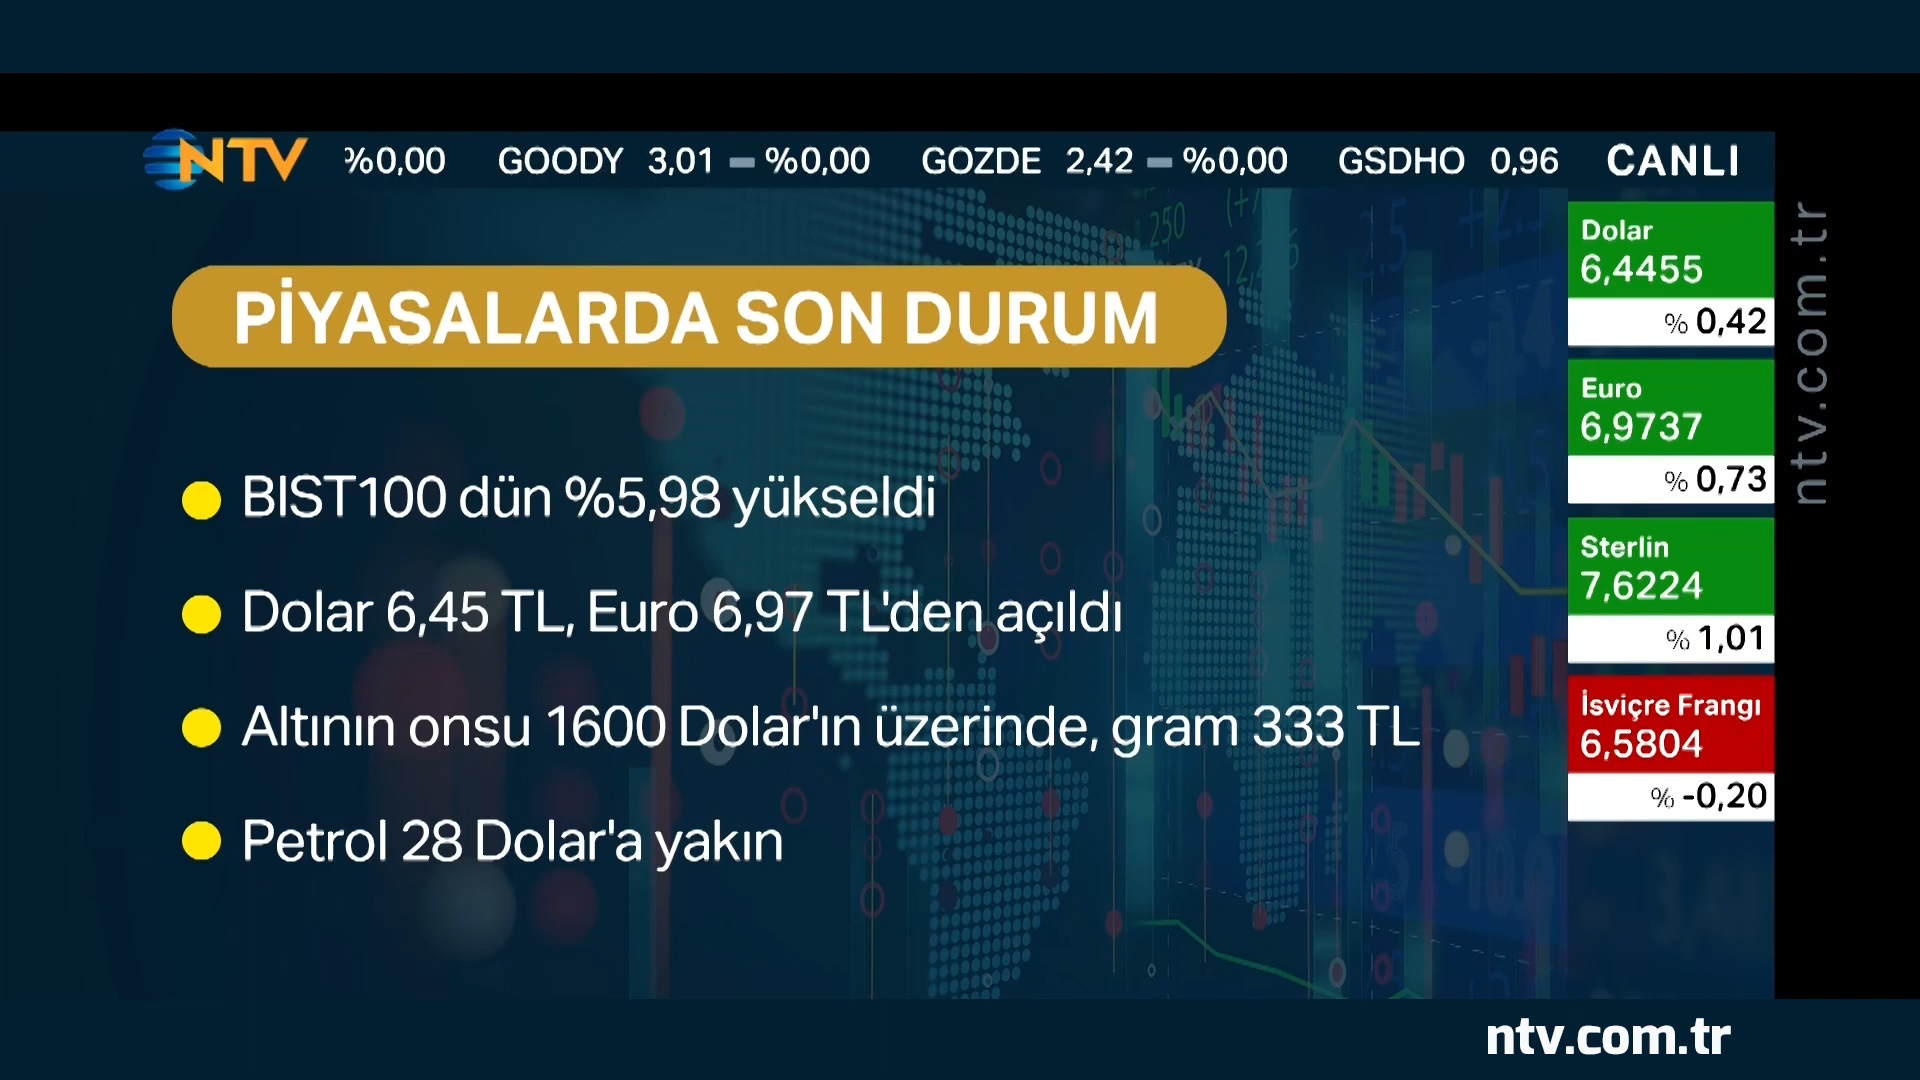 NTV
%0,00 GOODY 3,01 %0,00 GOZDE 2,42 %0,00 GSDHO 0,96
CANLI
PİYASALARDA SON DURUM
BIST100 dün %5,98 yükseldi
Dolar 6,45 TL, Euro 6,97 TL'den açıldı
Altının onsu 1600 Dolar'ın üzerinde, gram 333 TL
Petrol 28 Dolar'a yakın
Dolar
6,4455
% 0,42
Euro
6,9737
% 0,73
Sterlin
7,6224
% 1,01
İsviçre Frangı
6,5804
% -0,20
ntv.com.tr
ntv.com.tr